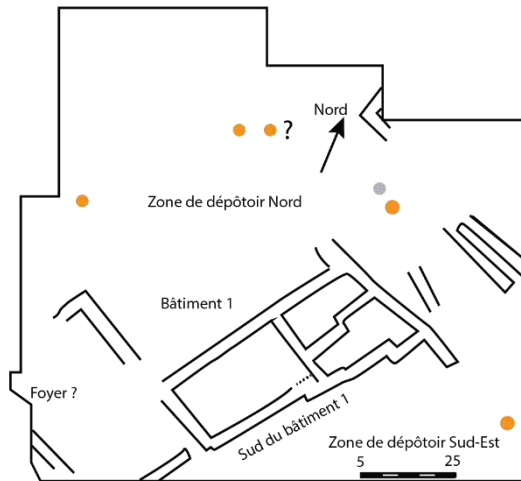 Nord
?
Zone de dépôtoir Nord
Bâtiment 1
Foyer ?
Sud du bâtiment 1
Zone de dépôtoir Sud-Est
5 25